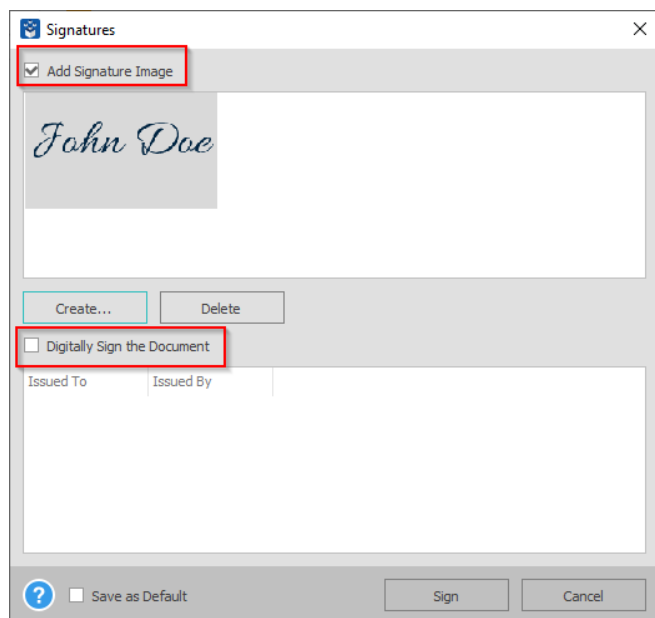 Signatures
Add Signature Image
John Doe
Create... Delete
Digitally Sign the Document
Issued To Issued By
? Save as Default Sign Cancel